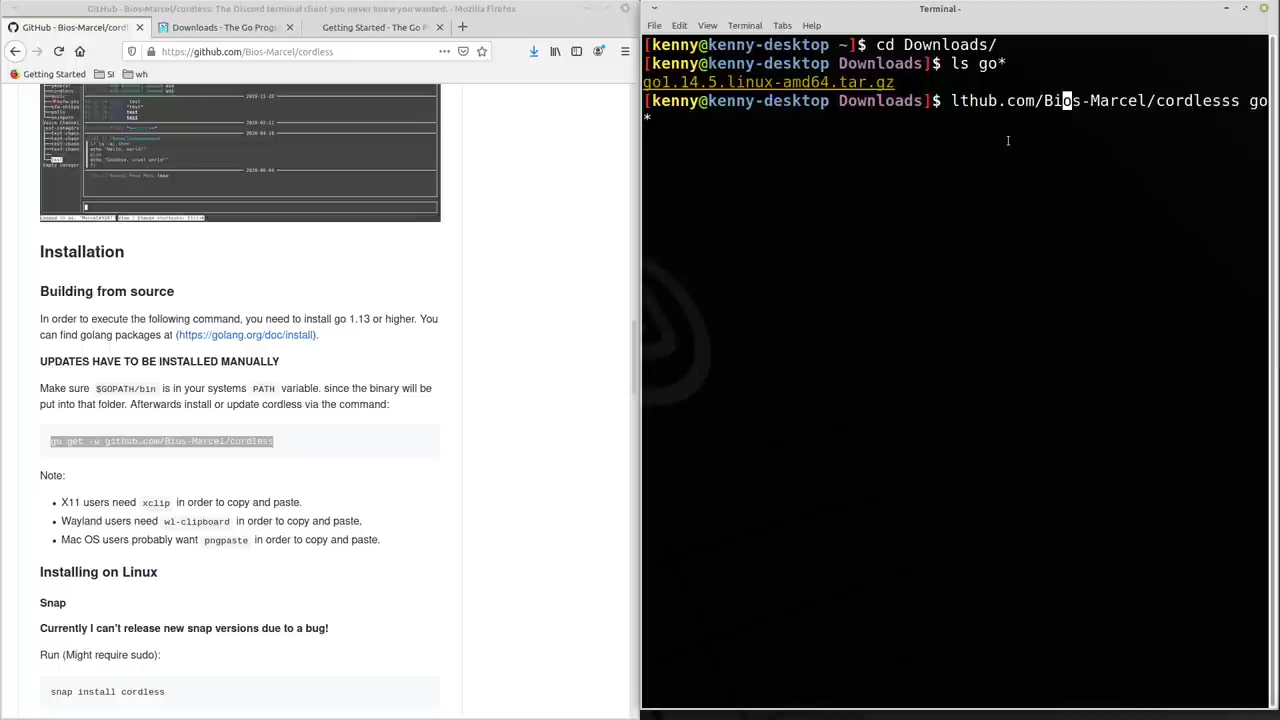 GitHub - Bios-Marcel/cordless: The Discord terminal client you never knew you wanted. - Mozilla Firefox
GitHub - Bios-Marcel/cordl
Downloads - The Go Progr
Getting Started - The Go P
https://github.com/Bios-Marcel/cordless
Getting Started
SI
wh
Installation
Building from source
In order to execute the following command, you need to install go 1.13 or higher. You
can find golang packages at (https://golang.org/doc/install).
UPDATES HAVE TO BE INSTALLED MANUALLY
Make sure $GOPATH/bin is in your systems PATH variable. since the binary will be
put into that folder. Afterwards install or update cordless via the command:
go get -u github.com/Bios-Marcel/cordless
Note:
• X11 users need xclip in order to copy and paste.
• Wayland users need wl-clipboard in order to copy and paste.
• Mac OS users probably want pngpaste in order to copy and paste.
Installing on Linux
Snap
Currently I can't release new snap versions due to a bug!
Run (Might require sudo):
snap install cordless
Terminal -
File Edit View Terminal Tabs Help
[kenny@kenny-desktop ~]$ cd Downloads/
[kenny@kenny-desktop Downloads]$ ls go*
go1.14.5.linux-amd64.tar.gz
[kenny@kenny-desktop Downloads]$ lthub.com/Bios-Marcel/cordlesss go
*